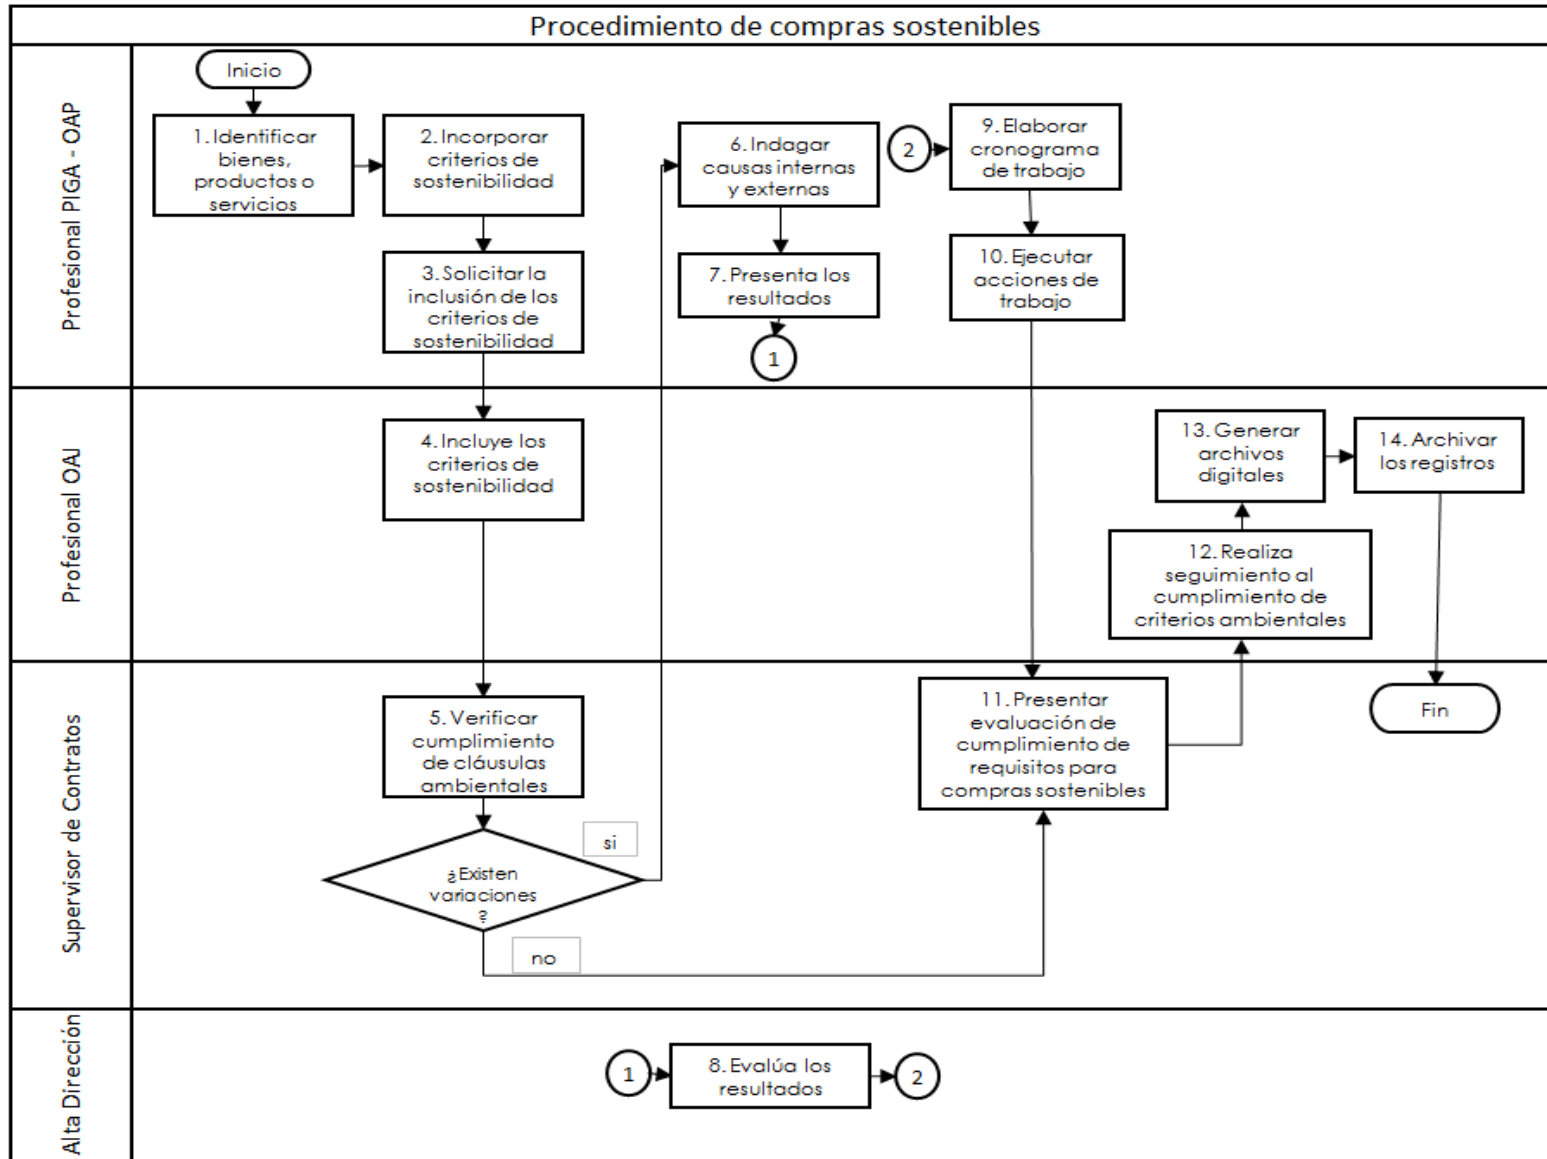 Procedimiento de compras sostenibles
Profesional PIGA - OAP
Inicio
1. Identificar
bienes,
productos o
servicios
2. Incorporar
criterios de
sostenibilidad
3. Solicitar la
inclusión de los
criterios de
sostenibilidad
6. Indagar
causas internas
y externas
7. Presenta los
resultados
1
2
9. Elaborar
cronograma
de trabajo
10. Ejecutar
acciones de
trabajo
Profesional OAJ
4. Incluye los
criterios de
sostenibilidad
13. Generar
archivos
digitales
14. Archivar
los registros
12. Realiza
seguimiento al
cumplimiento de
criterios ambientales
Supervisor de Contratos
5. Verificar
cumplimiento
de cláusulas
ambientales
¿Existen
variaciones
?
si
no
11. Presentar
evaluación de
cumplimiento de
requisitos para
compras sostenibles
Fin
Alta Dirección
1
8. Evalúa los
resultados
2